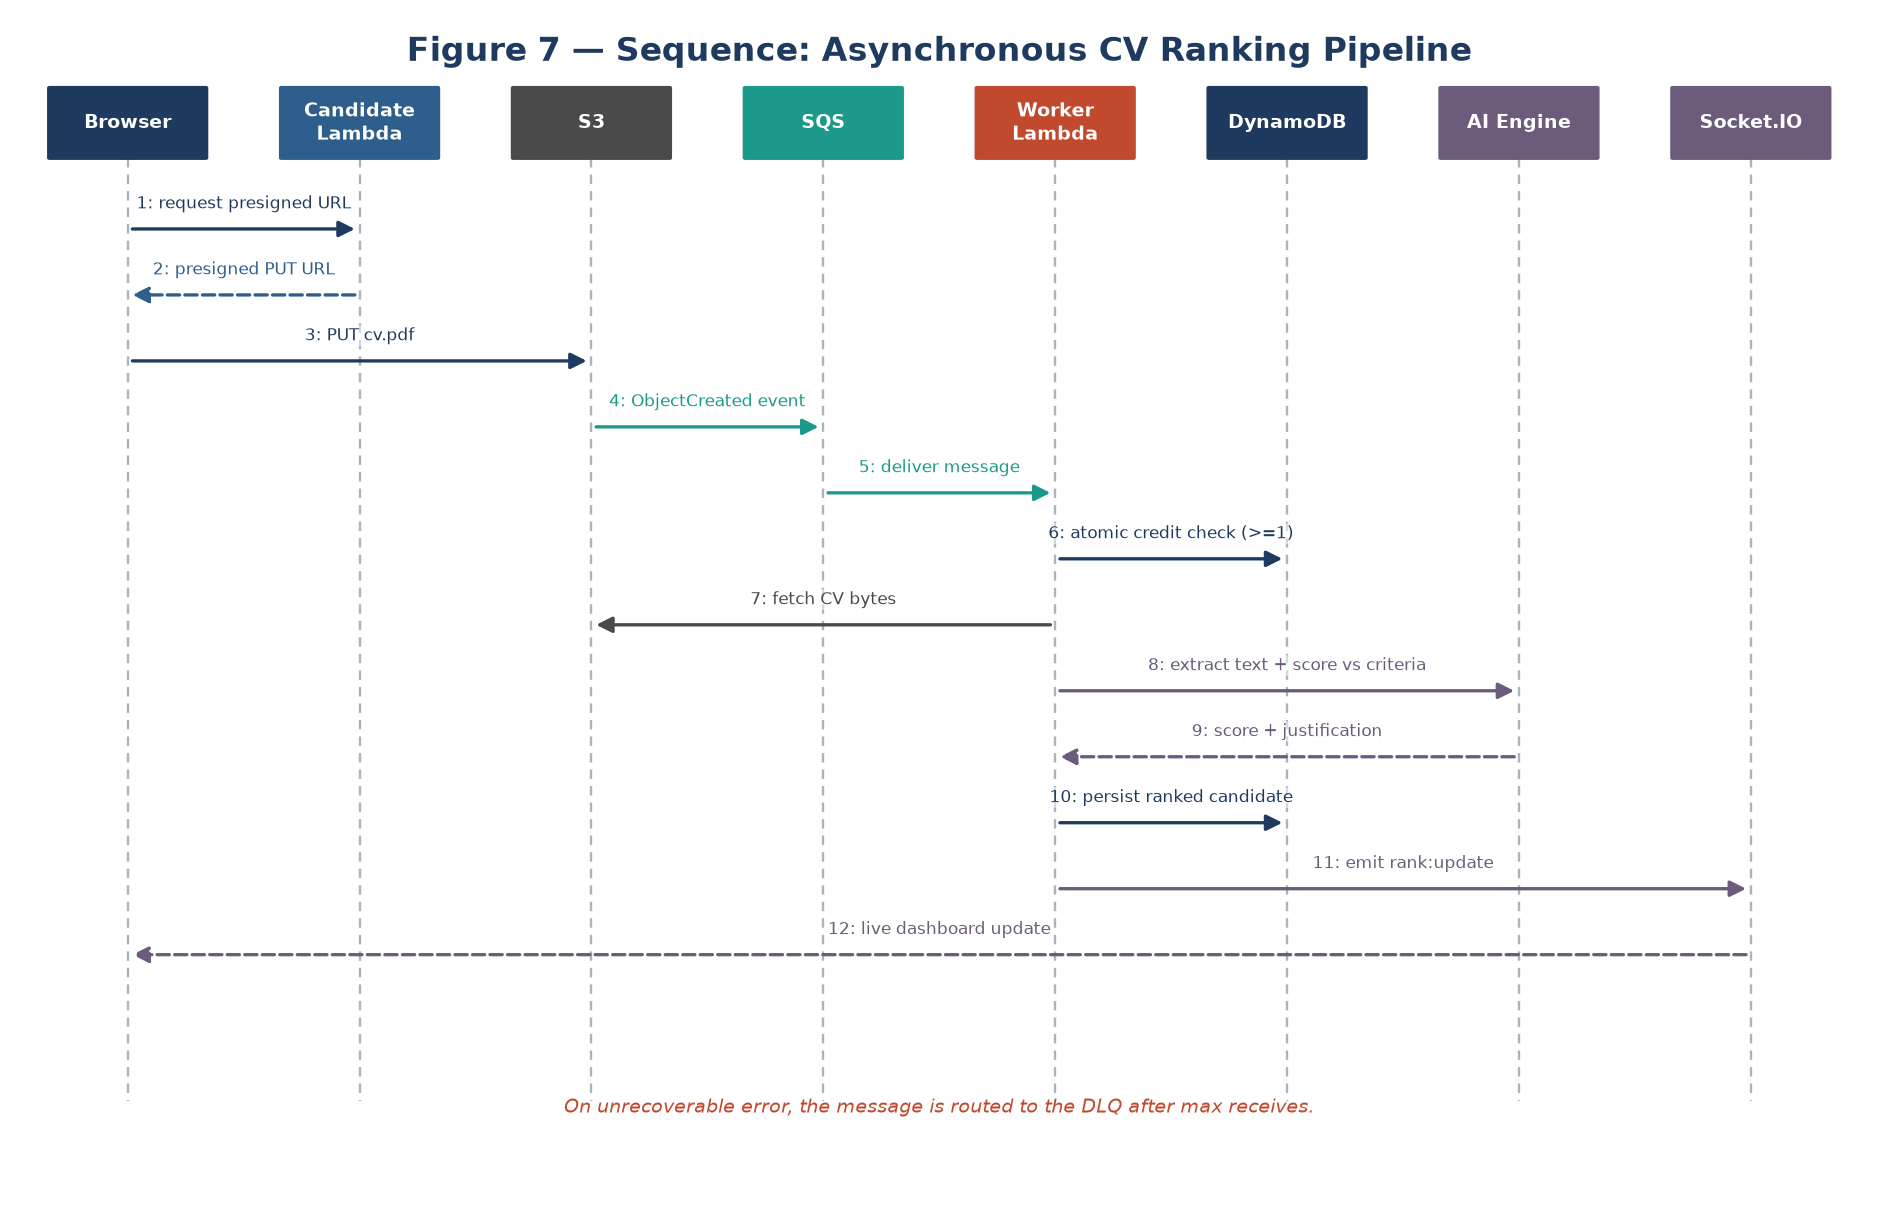 Figure 7 — Sequence: Asynchronous CV Ranking Pipeline
Browser
Candidate
Lambda
S3
SQS
Worker
Lambda
DynamoDB
AI Engine
Socket.IO
1: request presigned URL
2: presigned PUT URL
3: PUT cv.pdf
4: ObjectCreated event
5: deliver message
6: atomic credit check (>=1)
7: fetch CV bytes
8: extract text + score vs criteria
9: score + justification
10: persist ranked candidate
11: emit rank:update
12: live dashboard update
On unrecoverable error, the message is routed to the DLQ after max receives.